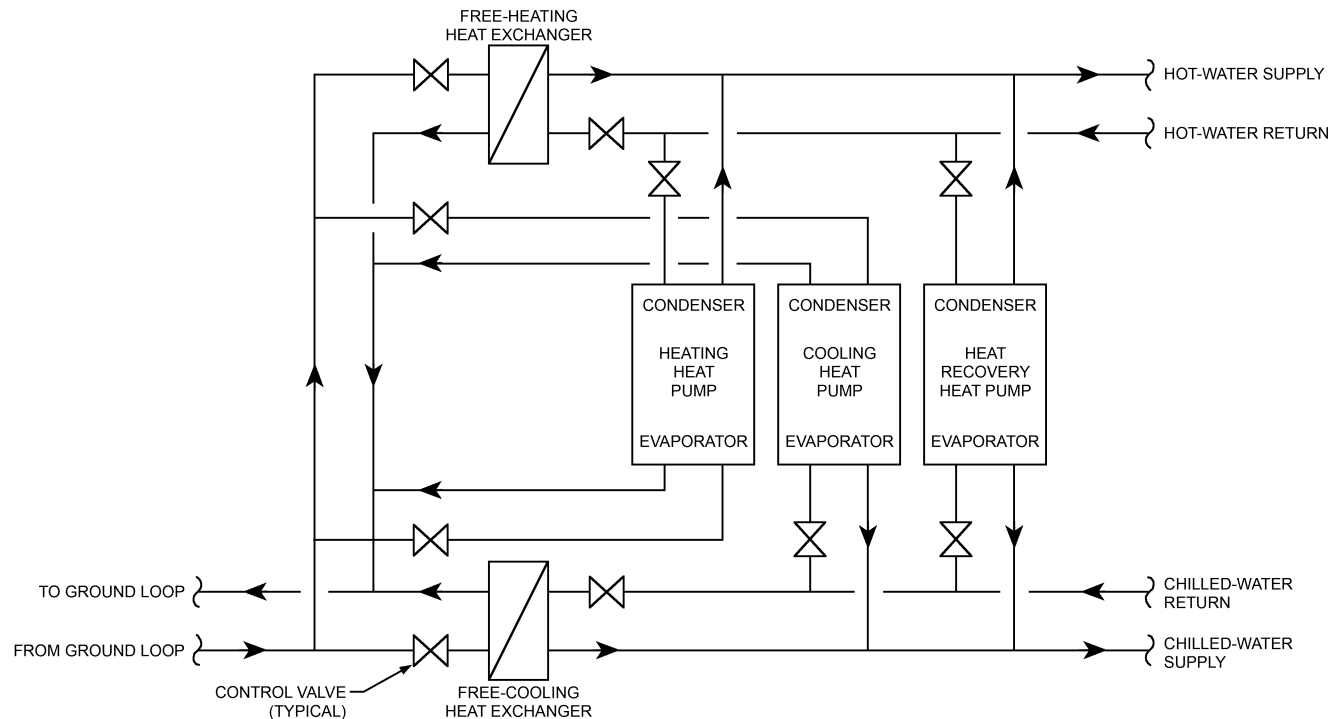 FREE-HEATING
HEAT EXCHANGER
HOT-WATER SUPPLY
HOT-WATER RETURN
CONDENSER
HEATING
HEAT
PUMP
EVAPORATOR
CONDENSER
COOLING
HEAT
PUMP
EVAPORATOR
CONDENSER
HEAT
RECOVERY
HEAT PUMP
EVAPORATOR
TO GROUND LOOP
FROM GROUND LOOP
CHILLED-WATER
RETURN
CHILLED-WATER
SUPPLY
CONTROL VALVE
(TYPICAL)
FREE-COOLING
HEAT EXCHANGER